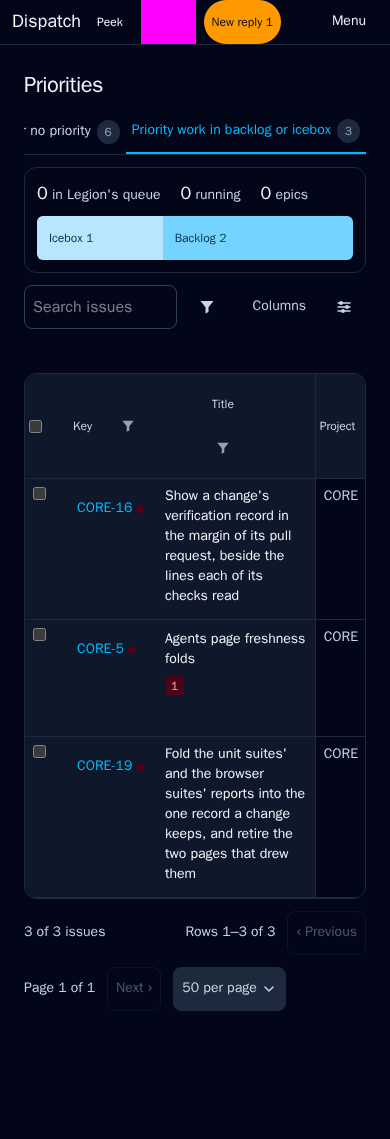 Dispatch Peek New reply 1 Menu
Priorities
no priority 6 Priority work in backlog or icebox 3
0 in Legion's queue 0 running 0 epics
Icebox 1 Backlog 2
Search issues Columns
Title
Key Project
CORE-16 Show a change's verification record in the margin of its pull request, beside the lines each of its checks read CORE
CORE-5 Agents page freshness folds CORE
1
CORE-19 Fold the unit suites' and the browser suites' reports into the one record a change keeps, and retire the two pages that drew them CORE
3 of 3 issues Rows 1–3 of 3 ‹ Previous
Page 1 of 1 Next › 50 per page